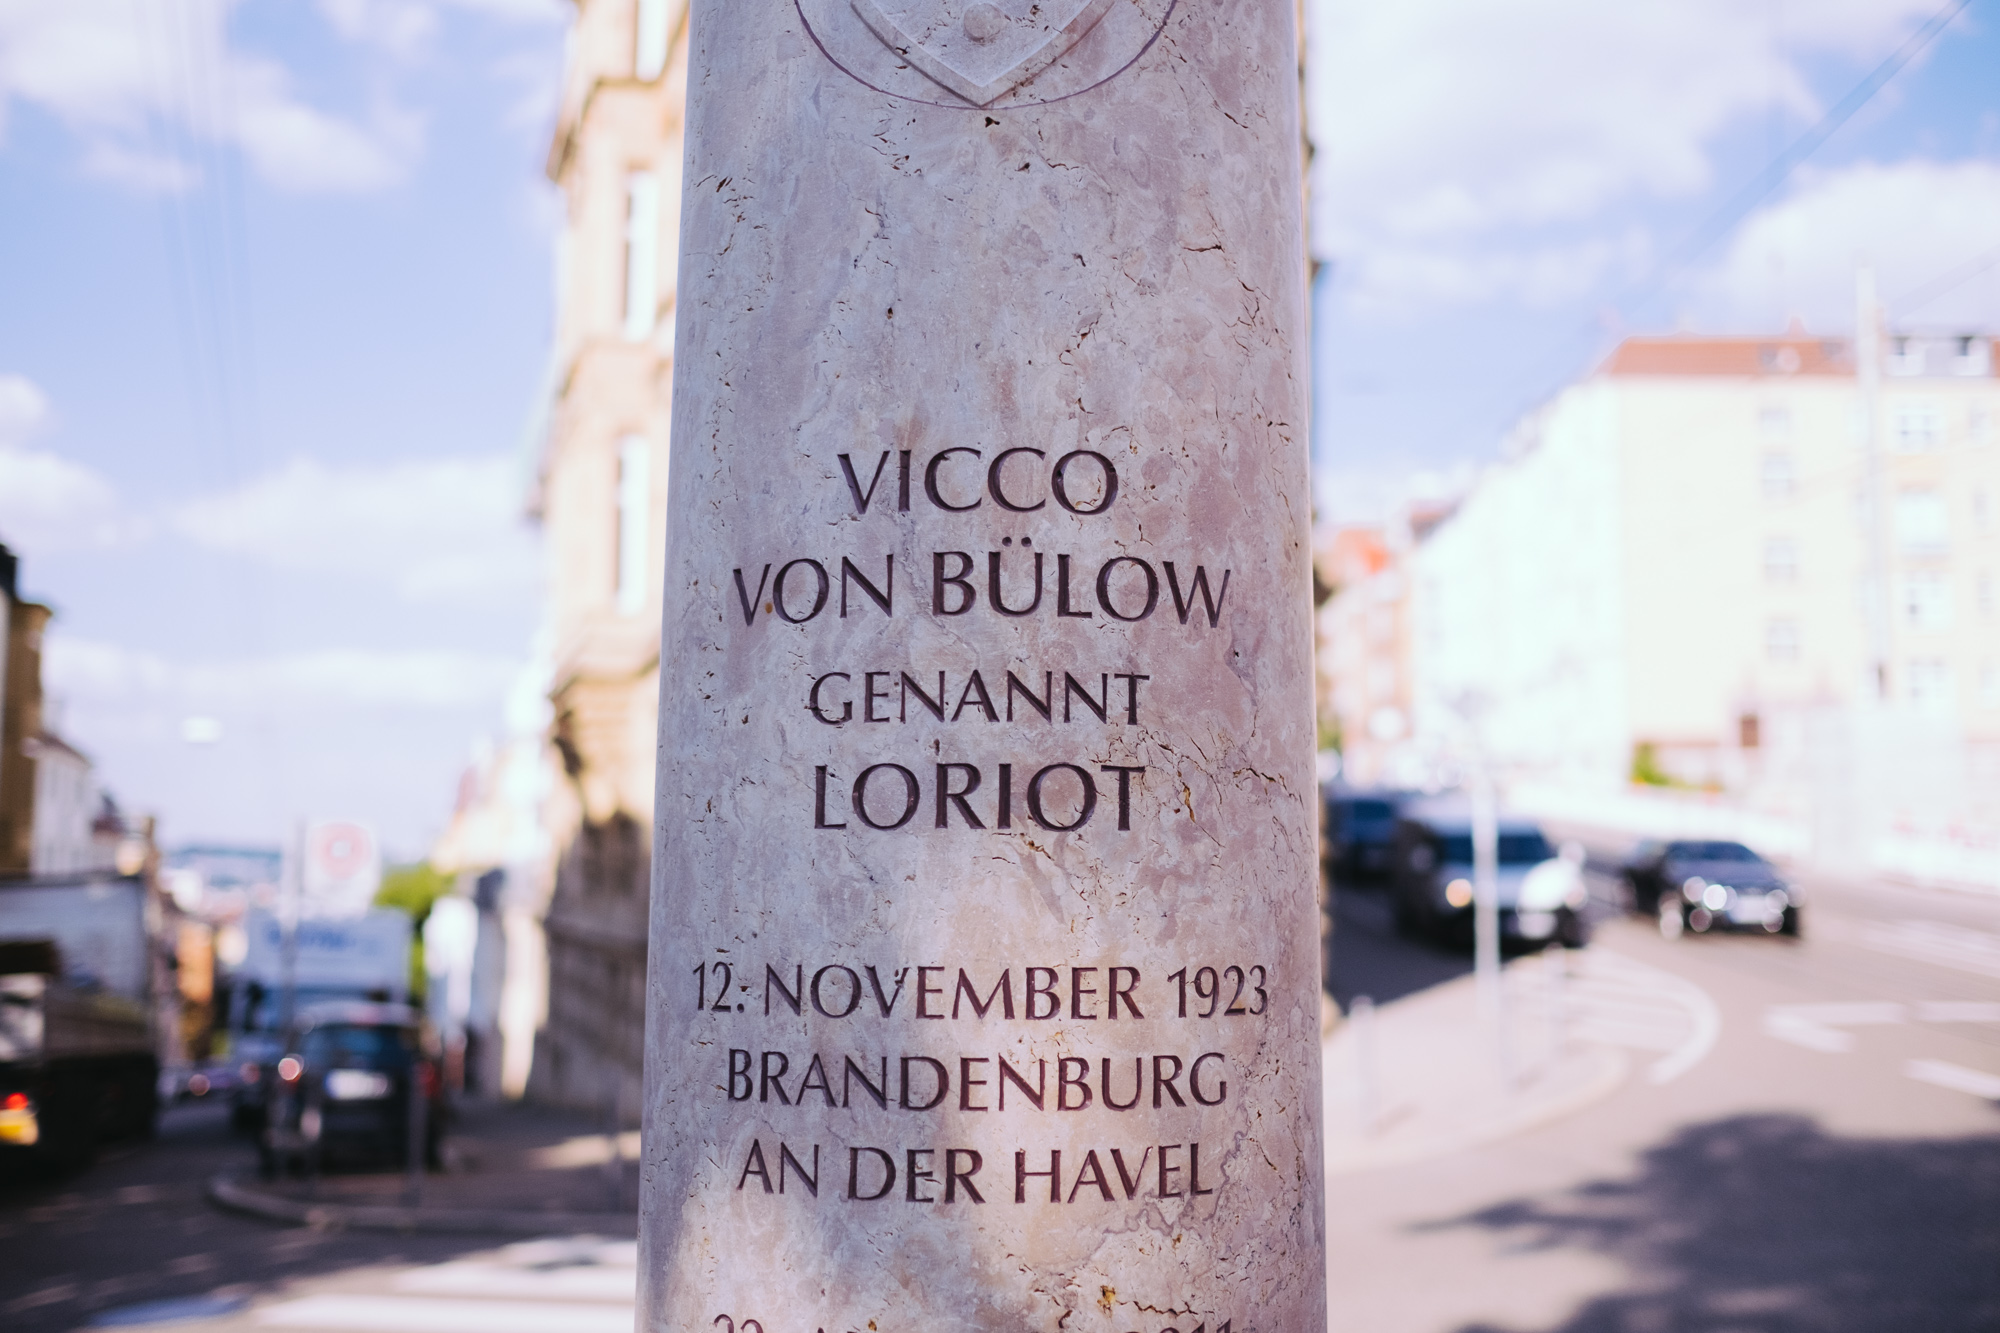 VICCO
VON BÜLOW
GENANNT
LORIOT
12. NOVEMBER 1923
BRANDENBURG
AN DER HAVEL